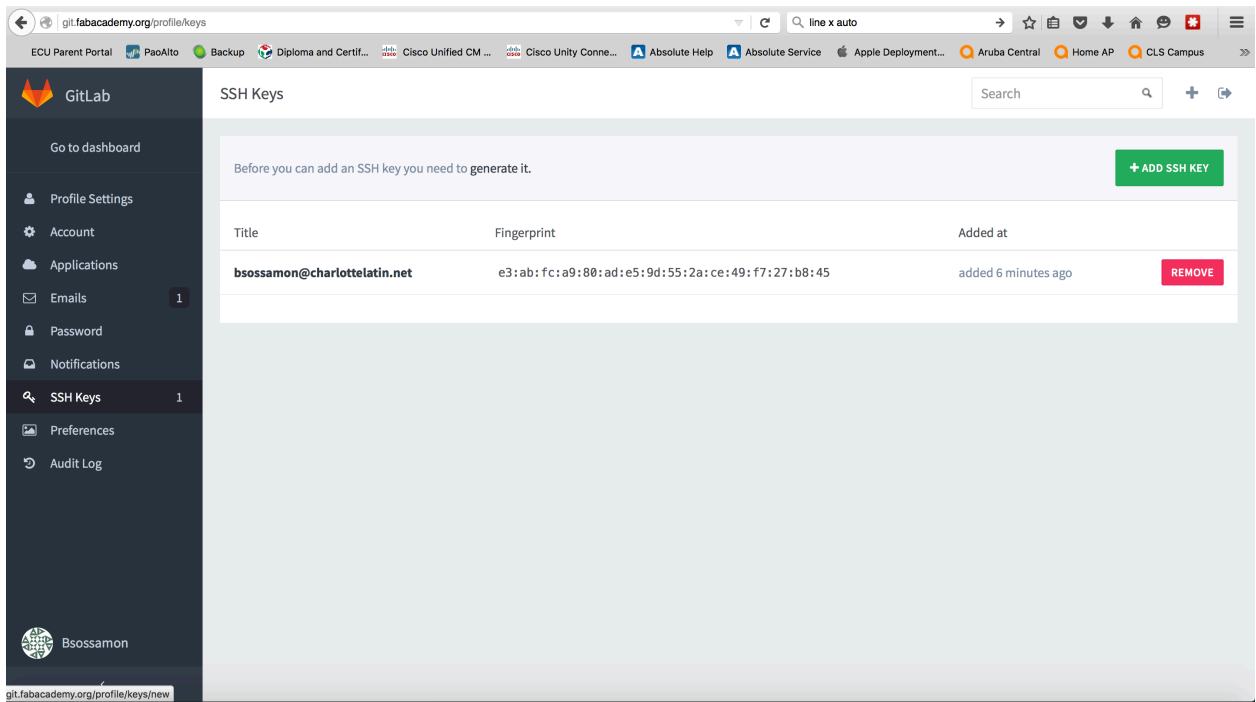 git.fabacademy.org/profile/keys
line x auto
ECU Parent Portal PaoAlto Backup Diploma and Certif... Cisco Unified CM ... Cisco Unity Conne... Absolute Help Absolute Service Apple Deployment... Aruba Central Home AP CLS Campus
GitLab SSH Keys Search
Go to dashboard
Before you can add an SSH key you need to generate it. ADD SSH KEY
Profile Settings
Account
Applications
Emails 1
Password
Notifications
SSH Keys 1
Preferences
Audit Log
Title Fingerprint Added at
bsossamon@charlottelatin.net e3:ab:fc:a9:80:ad:e5:9d:55:2a:ce:49:f7:27:b8:45 added 6 minutes ago REMOVE
Bsossamon
git.fabacademy.org/profile/keys/new